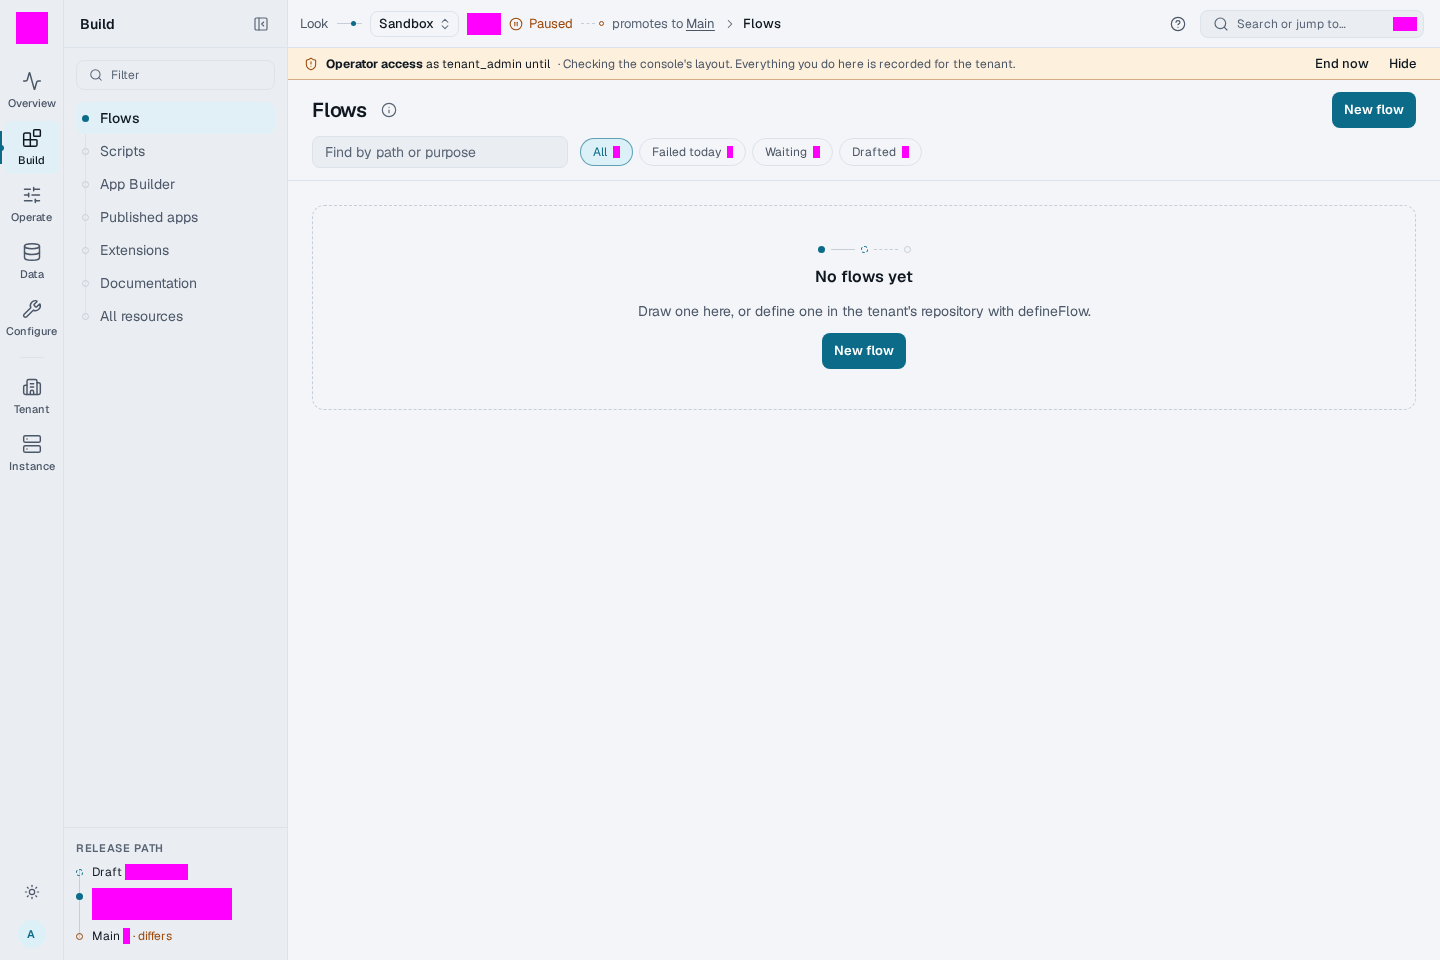 Build
Look
Sandbox
Paused
promotes to Main
Flows
Search or jump to...
Operator access as tenant_admin until · Checking the console's layout. Everything you do here is recorded for the tenant.
End now
Hide
Overview
Build
Operate
Data
Configure
Tenant
Instance
A
Filter
Flows
Scripts
App Builder
Published apps
Extensions
Documentation
All resources
RELEASE PATH
Draft
Main · differs
Flows
New flow
Find by path or purpose
All
Failed today
Waiting
Drafted
No flows yet
Draw one here, or define one in the tenant's repository with defineFlow.
New flow